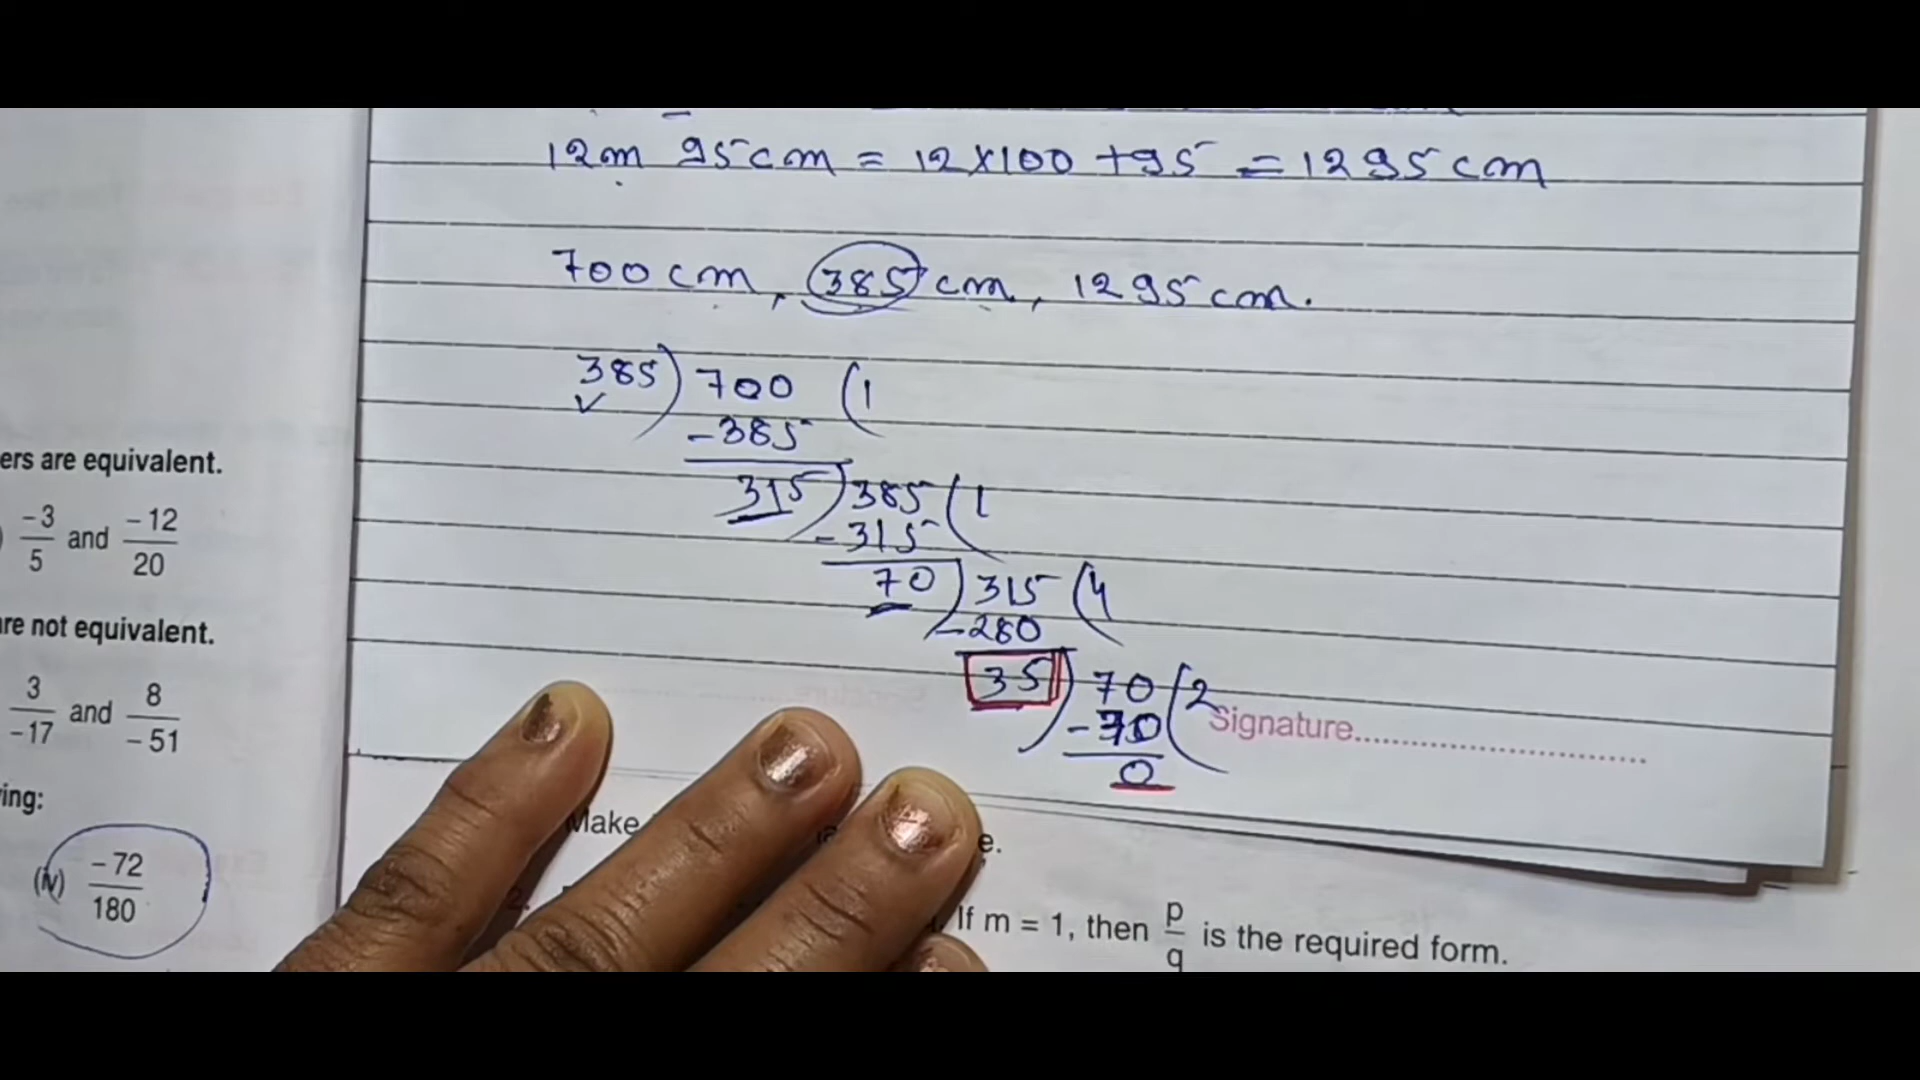 12m 95cm = 12×100 +95 = 1295 cm
700 cm, 385 cm, 1295 cm.
385) 700 (1
-385
315) 385 (1
-315
70) 315 (4
-280
35) 70 (2
-70
0
Signature
ers are equivalent.
-3/5 and -12/20
re not equivalent.
3/-17 and 8/-51
ing:
(iv) -72/180
Make
e.
2.
If m = 1, then p/q is the required form.